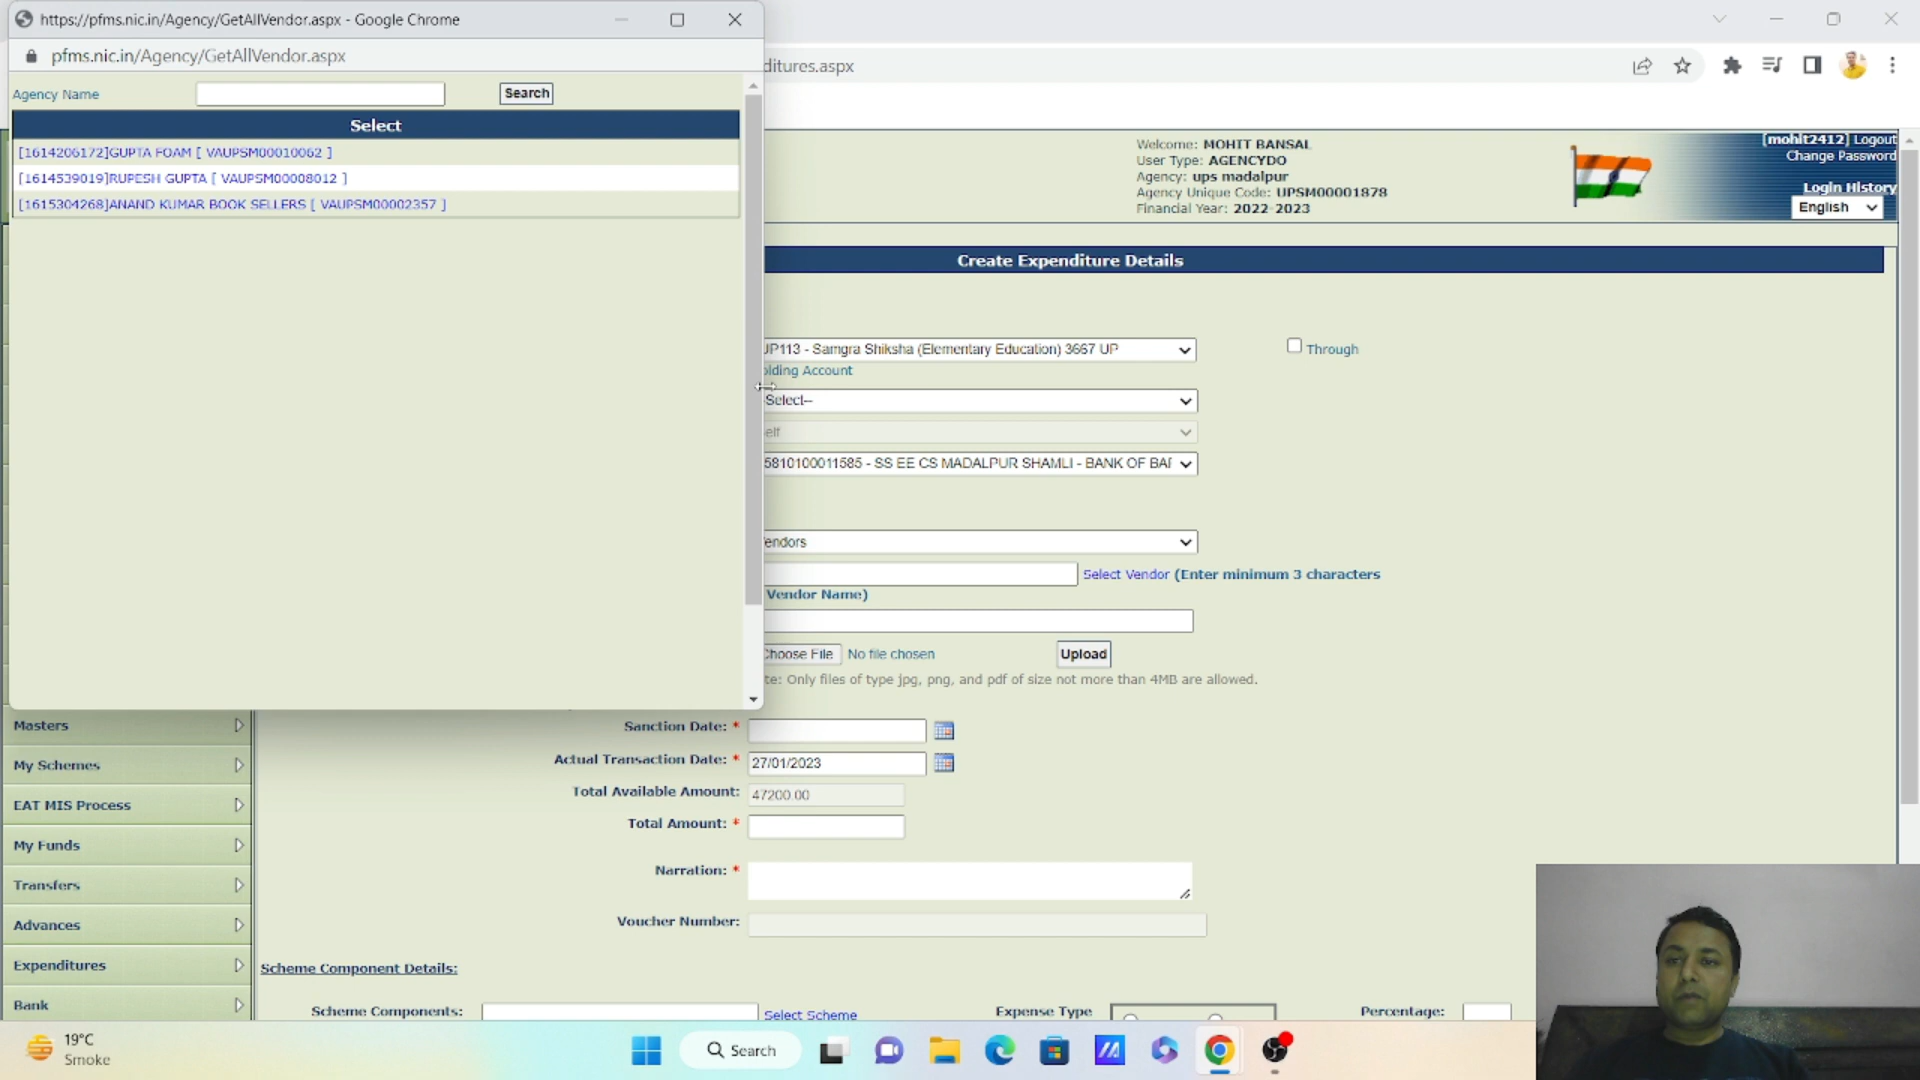 https://pfms.nic.in/Agency/GetAllVendor.aspx - Google Chrome
pfms.nic.in/Agency/GetAllVendor.aspx
ditures.aspx
Agency Name
Search
Select
[1614206172]GUPTA FOAM [ VAUPSM00010062 ]
[1614539019]RUPESH GUPTA [ VAUPSM00008012 ]
[1615304268]ANAND KUMAR BOOK SELLERS [ VAUPSM00002357 ]
Welcome: MOHIT BANSAL
User Type: AGENCYDO
Agency: ups madalpur
Agency Unique Code: UPSM00001878
Financial Year: 2022-2023
[mohit2412] Logout
Change Password
Login History
English
Create Expenditure Details
UP113 - Samgra Shiksha (Elementary Education) 3667 UP
Through
olding Account
Select--
elf
5810100011585 - SS EE CS MADALPUR SHAMLI - BANK OF BAR
endors
Select Vendor (Enter minimum 3 characters
Vendor Name)
Choose File No file chosen
Upload
te: Only files of type jpg, png, and pdf of size not more than 4MB are allowed.
Sanction Date: *
Actual Transaction Date: * 27/01/2023
Total Available Amount: 47200.00
Total Amount: *
Narration: *
Voucher Number:
Masters
My Schemes
EAT MIS Process
My Funds
Transfers
Advances
Expenditures
Bank
Scheme Component Details:
Scheme Components:
Select Scheme
Expense Type
Percentage:
19°C
Smoke
Search